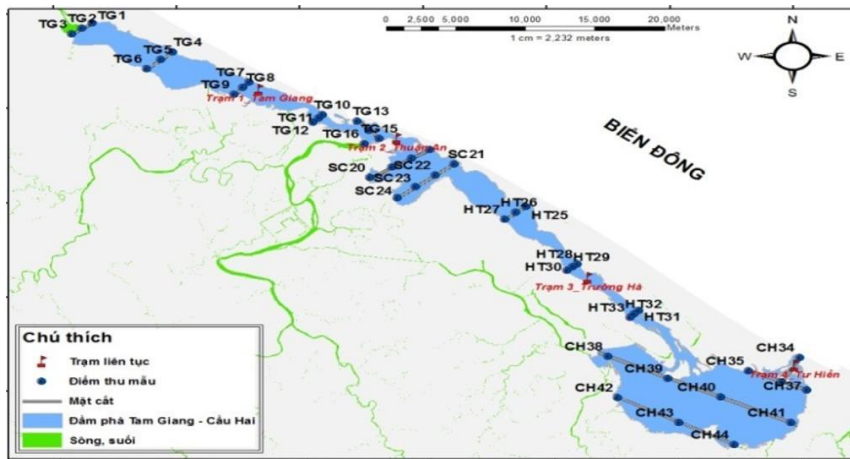 TG1
TG2
TG3
TG4
TG5
TG6
TG7
TG8
TG9
Trạm 1_Tam Giang
TG10
TG11
TG12
TG13
TG15
TG16
Trạm 2_Thuận An
SC20
SC22
SC21
SC23
SC24
0 2,500 5,000 10,000 15,000 20,000
Meters
1 cm = 2,232 meters
N
W E
S
BIỂN ĐÔNG
HT26
HT27
HT25
HT28
HT29
HT30
Trạm 3_Trường Hà
HT32
HT33
HT31
CH38
CH34
CH35
CH39
Trạm 4_Tư Hiền
CH37
CH42
CH40
CH43
CH41
CH44
Chú thích
Trạm liên tục
Điểm thu mẫu
Mặt cắt
Đầm phá Tam Giang - Cầu Hai
Sông, suối